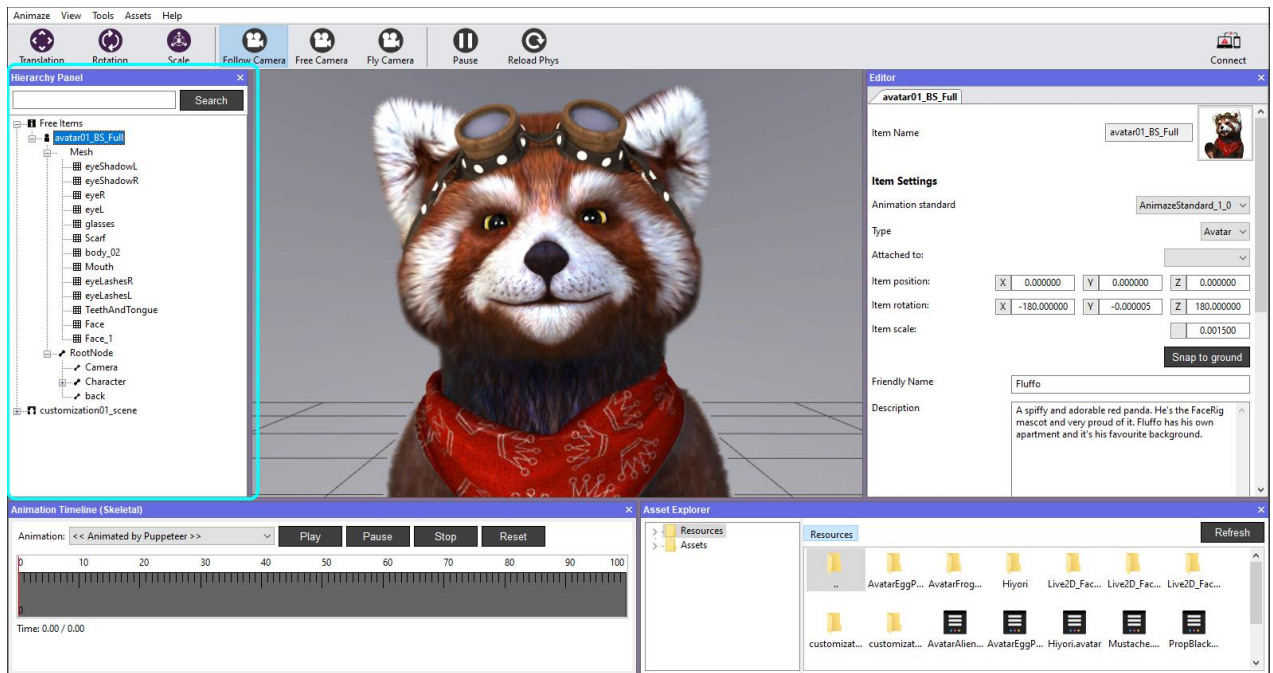 Animaze View Tools Assets Help
Translation Rotation Scale Follow Camera Free Camera Fly Camera Pause Reload Phys Connect
Hierarchy Panel
Search
Free Items
avatar01_BS_Full
Mesh
eyeShadowL
eyeShadowR
eyeR
eyeL
glasses
Scarf
body_02
Mouth
eyeLashesR
eyeLashesL
TeethAndTongue
Face
Face_1
RootNode
Camera
Character
back
customization01_scene
Editor
avatar01_BS_Full
Item Name avatar01_BS_Full
Item Settings
Animation standard AnimazeStandard_1_0
Type Avatar
Attached to:
Item position: X 0.000000 Y 0.000000 Z 0.000000
Item rotation: X -180.000000 Y -0.000005 Z 180.000000
Item scale: 0.001500
Snap to ground
Friendly Name Fluffo
Description A spiffy and adorable red panda. He's the FaceRig
mascot and very proud of it. Fluffo has his own
apartment and it's his favourite background.
Animation Timeline (Skeletal)
Animation: << Animated by Puppeteer >> Play Pause Stop Reset
0 10 20 30 40 50 60 70 80 90 100
0
Time: 0.00 / 0.00
Asset Explorer
Resources
Assets
Resources Refresh
.. AvatarEggP... AvatarFrog... Hiyori Live2D_Fac... Live2D_Fac... Live2D_Fac...
customizat... customizat... AvatarAlien... AvatarEggP... Hiyori.avatar Mustache.... PropBlack...